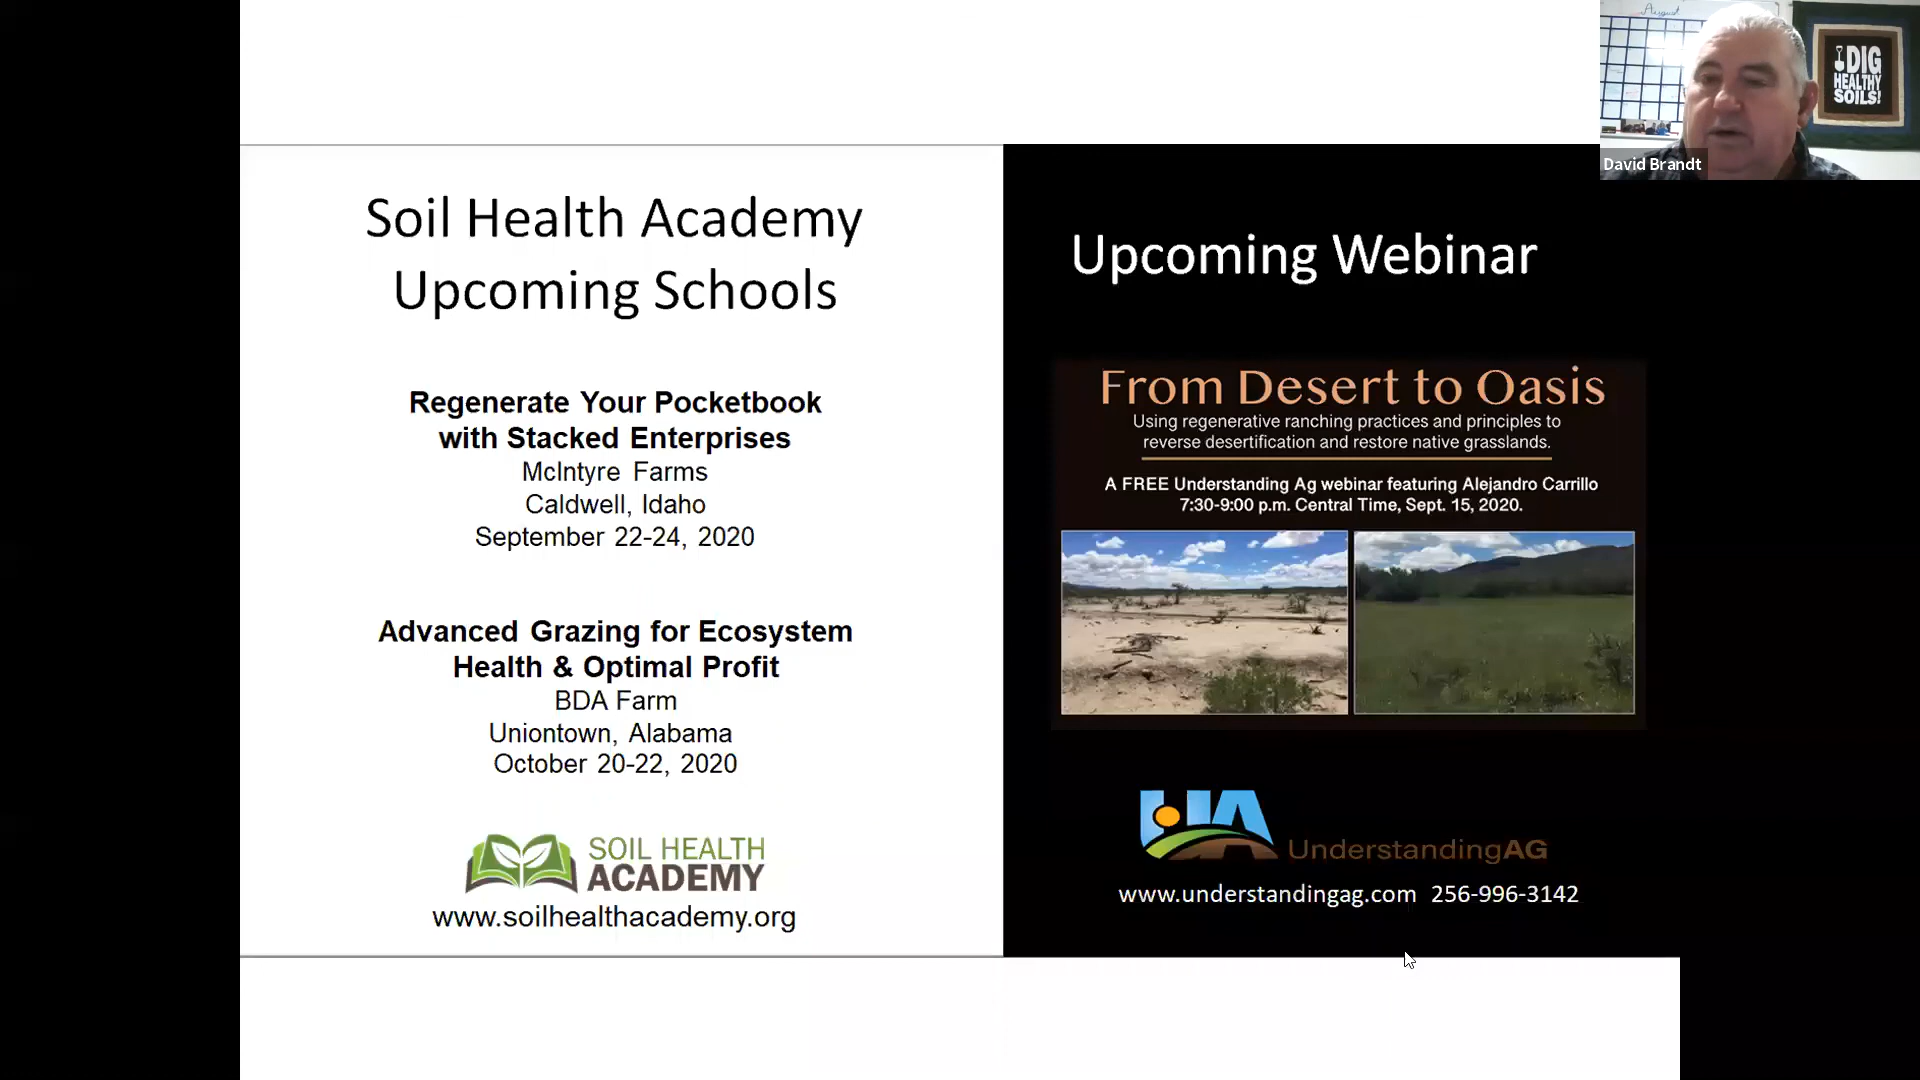 August
DIG
HEALTHY
SOILS!
David Brandt
Soil Health Academy
Upcoming Schools
Regenerate Your Pocketbook
with Stacked Enterprises
McIntyre Farms
Caldwell, Idaho
September 22-24, 2020
Advanced Grazing for Ecosystem
Health & Optimal Profit
BDA Farm
Uniontown, Alabama
October 20-22, 2020
SOIL HEALTH
ACADEMY
www.soilhealthacademy.org
Upcoming Webinar
From Desert to Oasis
Using regenerative ranching practices and principles to
reverse desertification and restore native grasslands.
A FREE Understanding Ag webinar featuring Alejandro Carrillo
7:30-9:00 p.m. Central Time, Sept. 15, 2020.
UA
UnderstandingAG
www.understandingag.com 256-996-3142